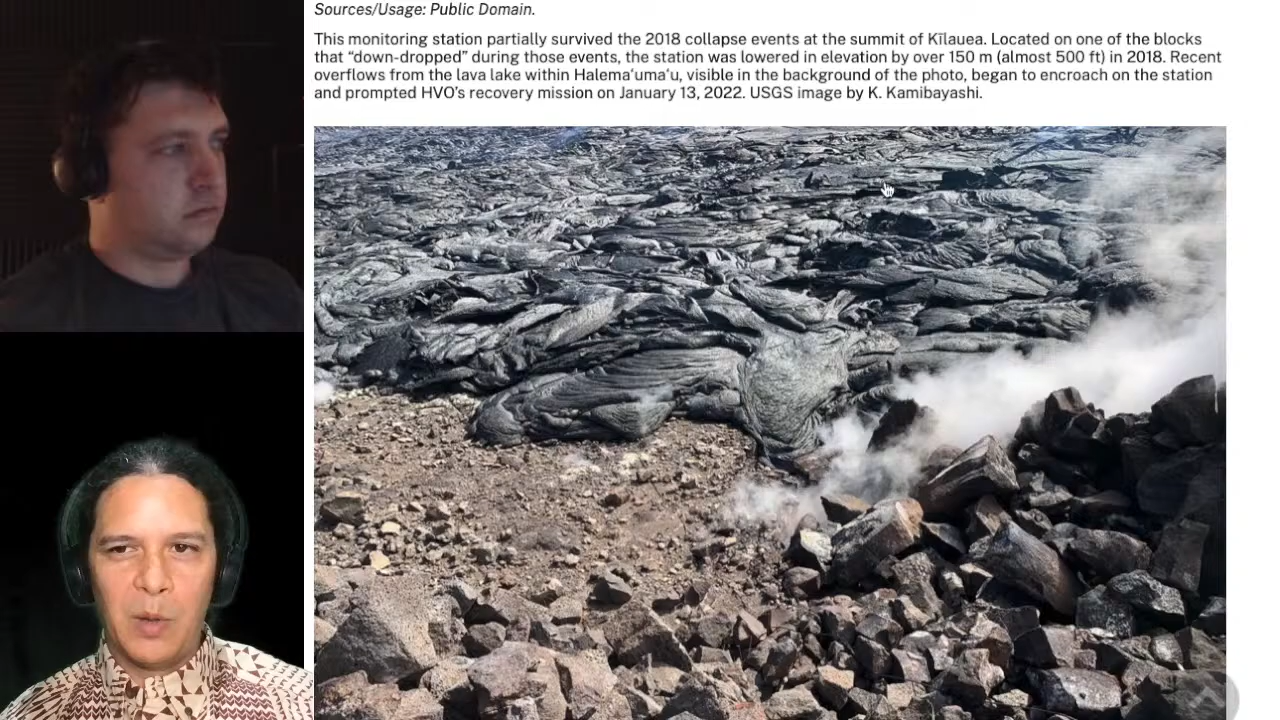 Sources/Usage: Public Domain.
This monitoring station partially survived the 2018 collapse events at the summit of Kīlauea. Located on one of the blocks
that “down-dropped” during those events, the station was lowered in elevation by over 150 m (almost 500 ft) in 2018. Recent
overflows from the lava lake within Halemaʻumaʻu, visible in the background of the photo, began to encroach on the station
and prompted HVO’s recovery mission on January 13, 2022. USGS image by K. Kamibayashi.